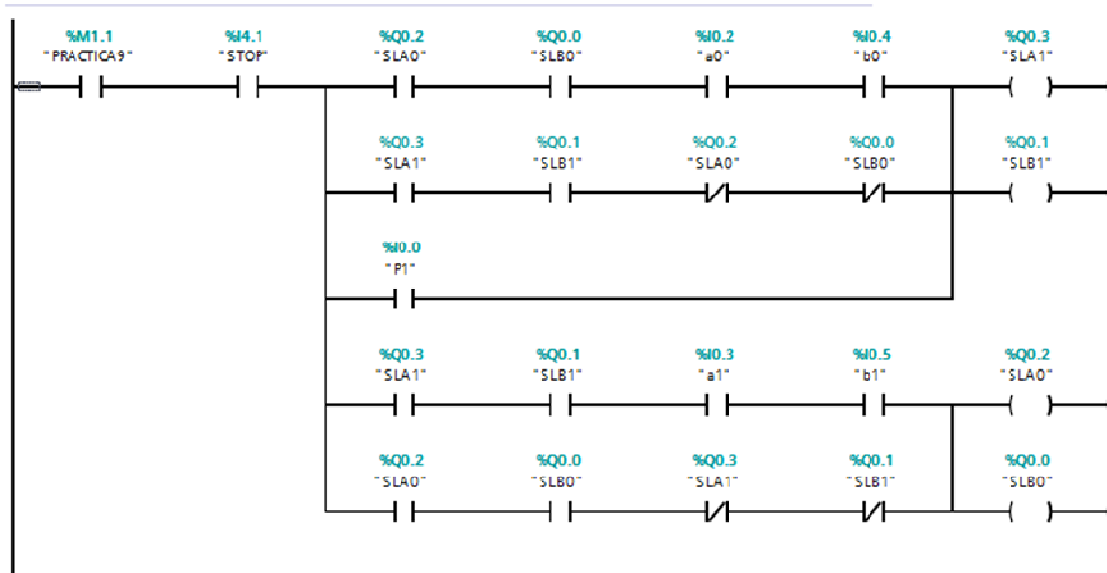 %M1.1 %I4.1 %Q0.2 %Q0.0 %I0.2 %I0.4 %Q0.3
"PRACTICA9" "STOP" "SLA0" "SLB0" "a0" "b0" "SLA1"
%Q0.3 %Q0.1 %Q0.2 %Q0.0 %Q0.1
"SLA1" "SLB1" "SLA0" "SLB0" "SLB1"
%I0.0
"P1"
%Q0.3 %Q0.1 %I0.3 %I0.5 %Q0.2
"SLA1" "SLB1" "a1" "b1" "SLA0"
%Q0.2 %Q0.0 %Q0.3 %Q0.1 %Q0.0
"SLA0" "SLB0" "SLA1" "SLB1" "SLB0"